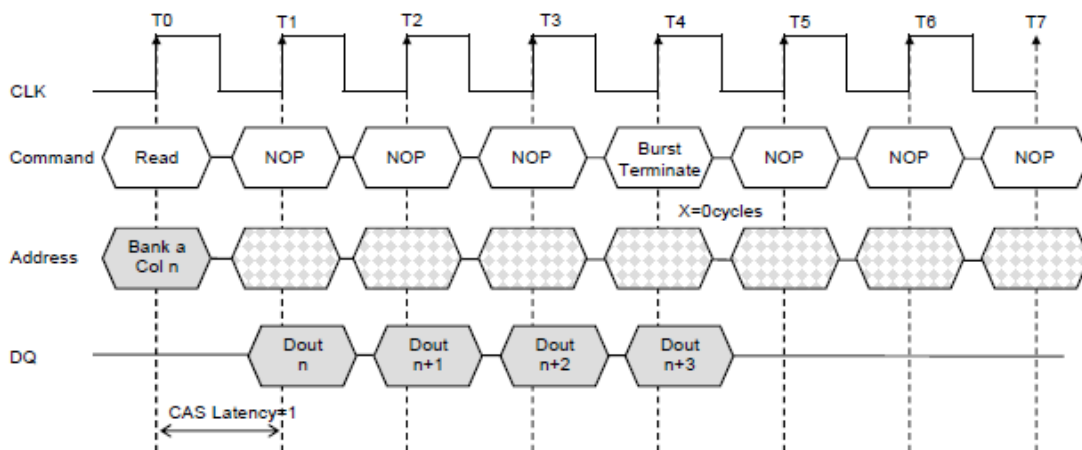 T0 T1 T2 T3 T4 T5 T6 T7
CLK
Command Read NOP NOP NOP Burst Terminate NOP NOP NOP
X=0cycles
Address Bank a Col n
DQ Dout n Dout n+1 Dout n+2 Dout n+3
CAS Latency=1